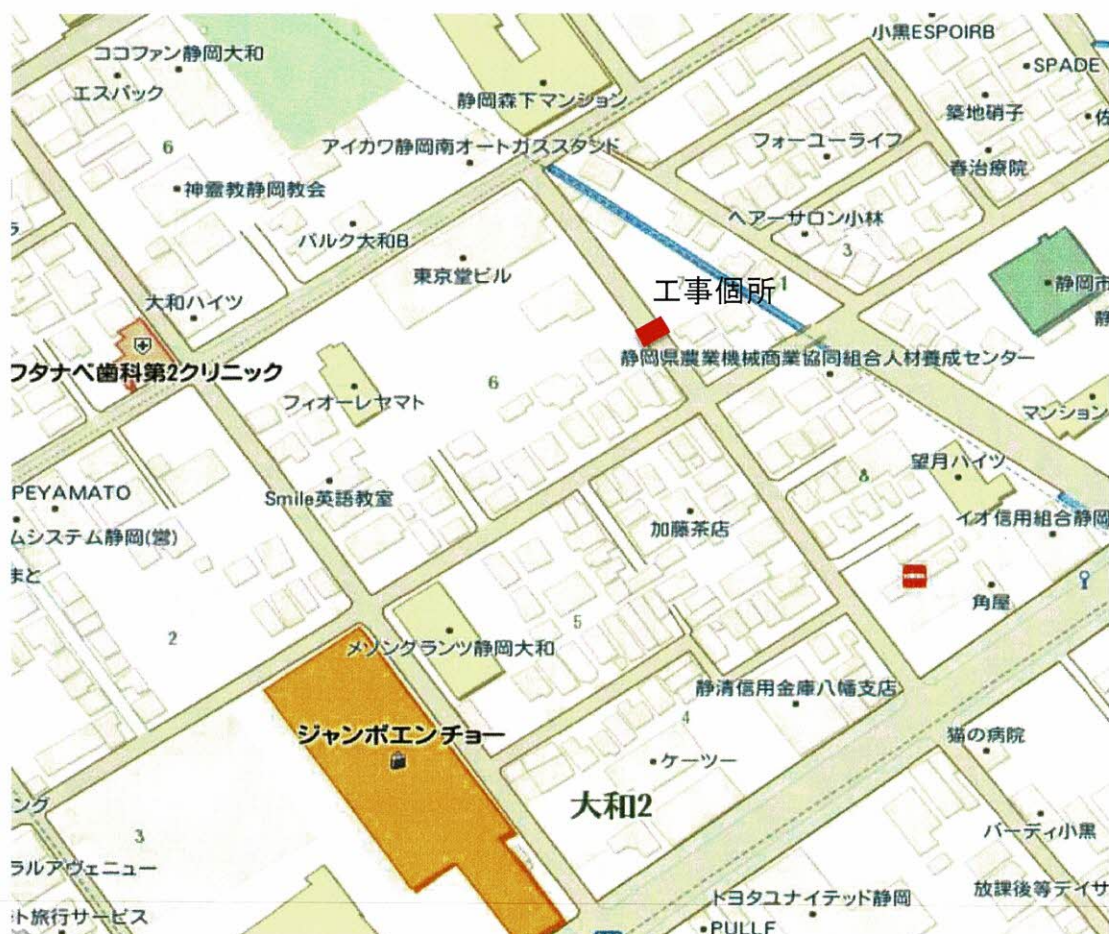 小黒ESPOIRB
ココファン静岡大和
SPADE
エスパック
静岡森下マンション
築地硝子
佐
フォーユーライフ
アイカワ静岡南オートガススタンド
6
春治療院
神霊教静岡教会
ヘアーサロン小林
ラ
バルク大和B
3
東京堂ビル
7
1
工事個所
静岡市
大和ハイツ
静
静岡県農業機械商業協同組合人材養成センター
ワタナベ歯科第2クリニック
6
フィオーレヤマト
マンション
望月ハイツ
8
PEYAMATO
Smile英語教室
イオ信用組合静岡
加藤茶店
ムシステム静岡(営)
まと
角屋
5
2
メゾングランツ静岡大和
静清信用金庫八幡支店
4
ジャンボエンチョー
猫の病院
ケーツー
大和2
ング
バーディ小黒
3
ラルアヴェニュー
放課後等デイサ
トヨタユナイテッド静岡
ト旅行サービス